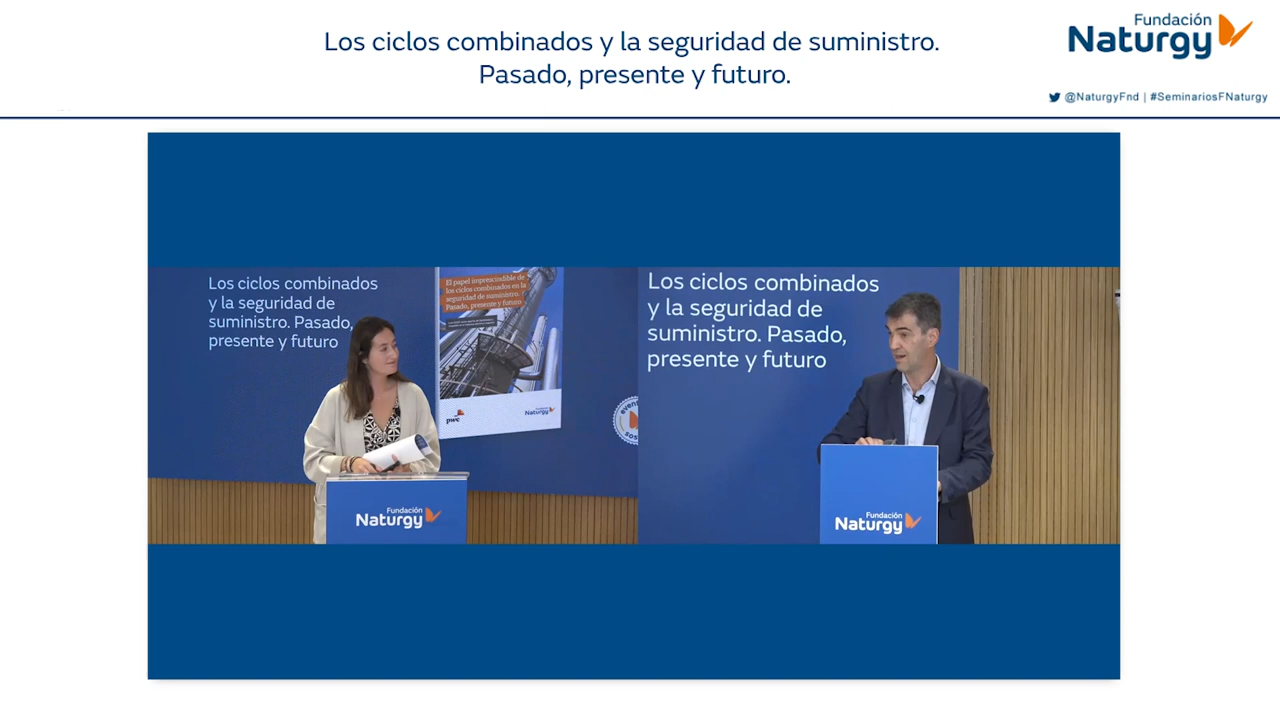 Los ciclos combinados y la seguridad de suministro.
Pasado, presente y futuro.
Fundación
Naturgy
@NaturgyFnd | #SeminariosFNaturgy
Los ciclos combinados
y la seguridad de
suministro. Pasado,
presente y futuro
El papel imprescindible de
los ciclos combinados en la
seguridad de suministro.
Pasado, presente y futuro
pwc
Fundación
Naturgy
Fundación
Naturgy
Los ciclos combinados
y la seguridad de
suministro. Pasado,
presente y futuro
Fundación
Naturgy